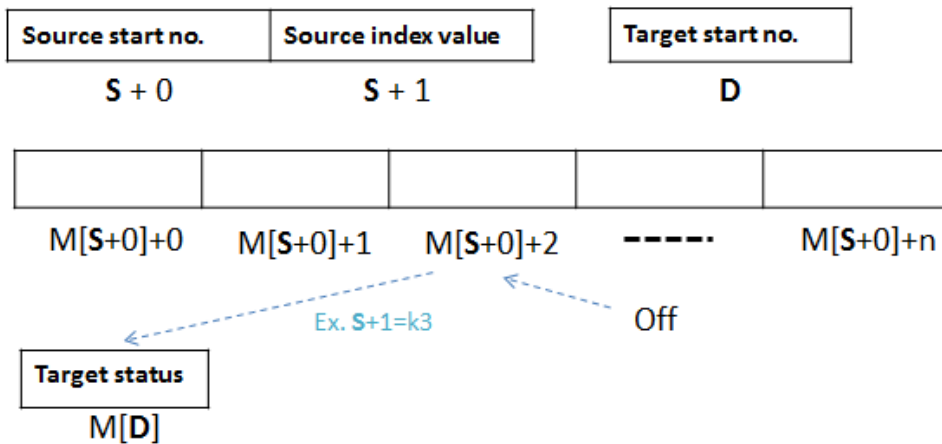 Source start no. Source index value Target start no.
S + 0 S + 1 D
M[S+0]+0 M[S+0]+1 M[S+0]+2 ----- M[S+0]+n
Ex. S+1=k3 Off
Target status
M[D]